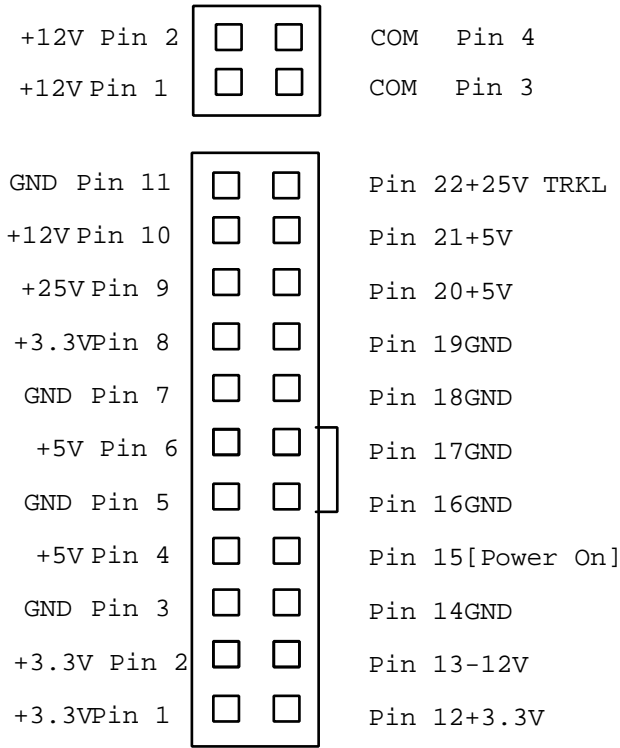 +12V Pin 2 COM Pin 4
+12V Pin 1 COM Pin 3
GND Pin 11 Pin 22+25V TRKL
+12V Pin 10 Pin 21+5V
+25V Pin 9 Pin 20+5V
+3.3VPin 8 Pin 19GND
GND Pin 7 Pin 18GND
+5V Pin 6 Pin 17GND
GND Pin 5 Pin 16GND
+5V Pin 4 Pin 15[Power On]
GND Pin 3 Pin 14GND
+3.3V Pin 2 Pin 13-12V
+3.3VPin 1 Pin 12+3.3V